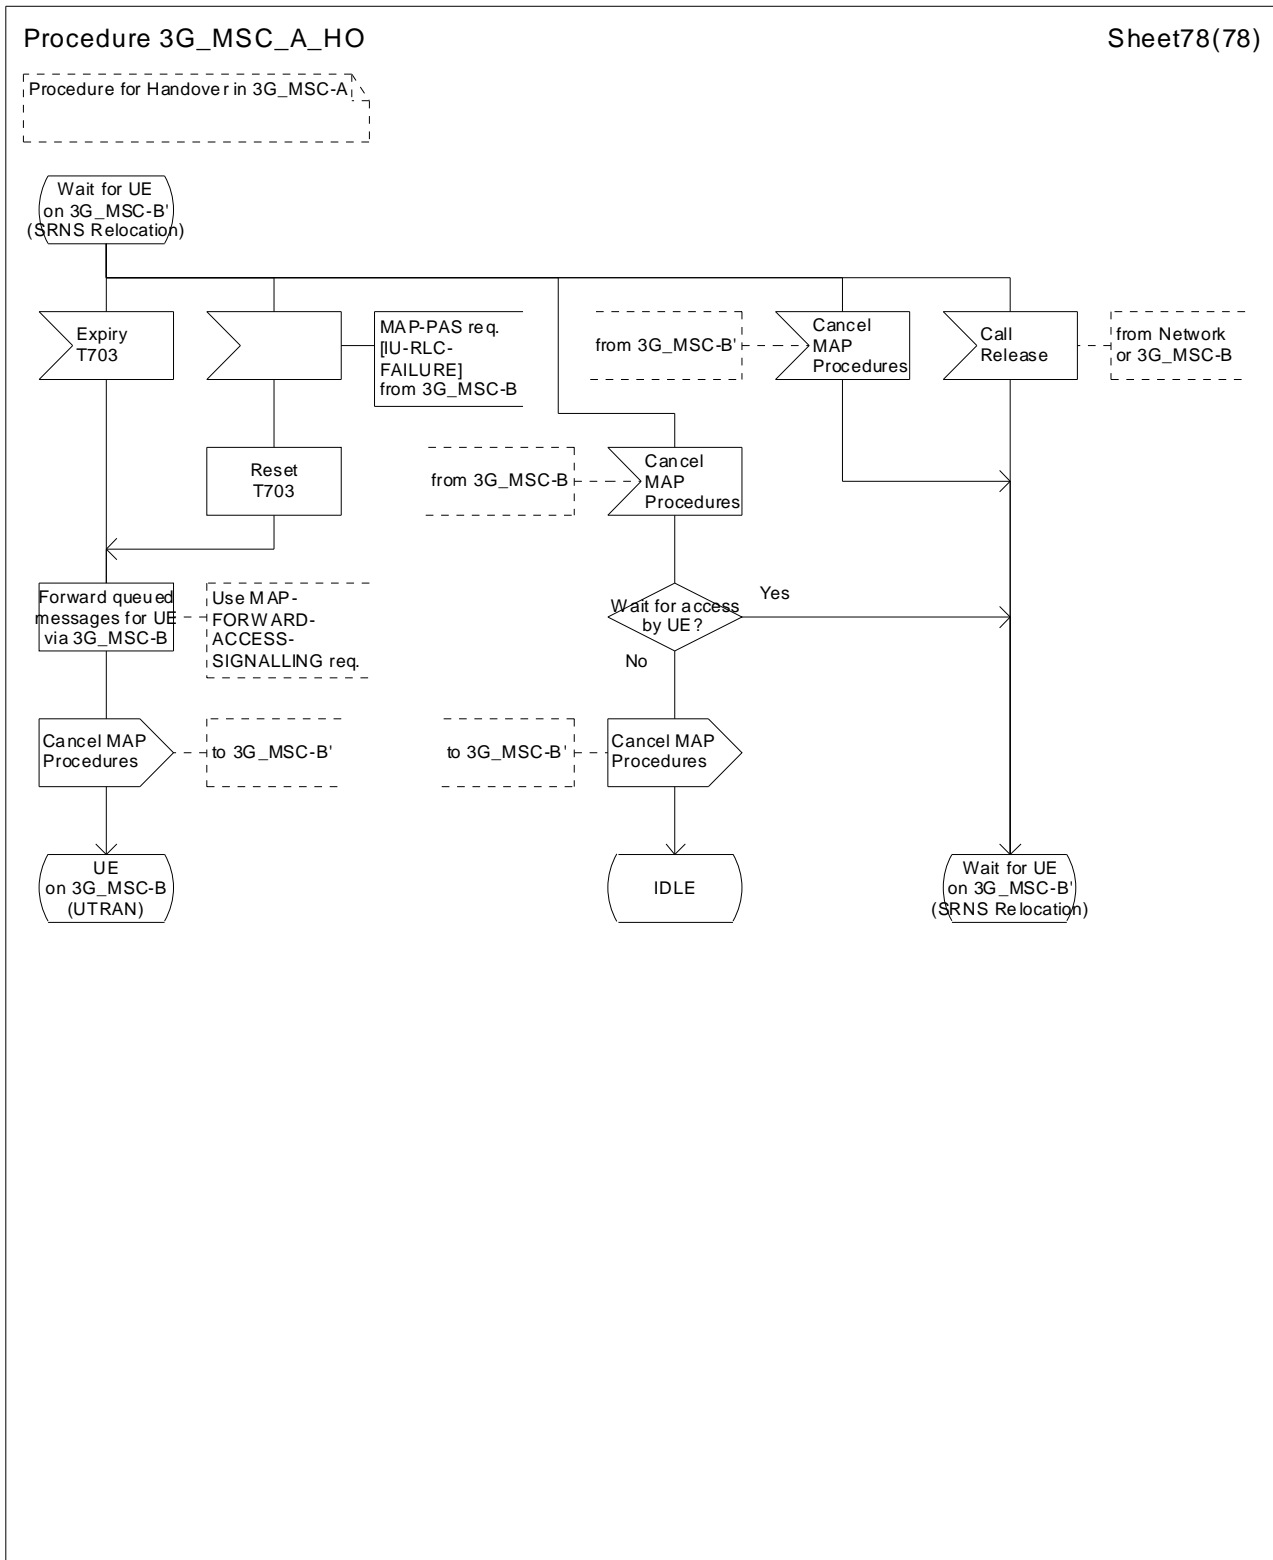 Procedure 3G_MSC_A_HO
Sheet78(78)
Procedure for Handover in 3G_MSC-A
Wait for UE
on 3G_MSC-B'
(SRNS Relocation)
Expiry
T703
MAP-PAS req.
[IU-RLC-
FAILURE]
from 3G_MSC-B
from 3G_MSC-B'
Cancel
MAP
Procedures
Call
Release
from Network
or 3G_MSC-B
Reset
T703
from 3G_MSC-B
Cancel
MAP
Procedures
Forward queued
messages for UE
via 3G_MSC-B
Use MAP-
FORWARD-
ACCESS-
SIGNALLING req.
Wait for access
by UE?
Yes
No
Cancel MAP
Procedures
to 3G_MSC-B'
to 3G_MSC-B'
Cancel MAP
Procedures
UE
on 3G_MSC-B
(UTRAN)
IDLE
Wait for UE
on 3G_MSC-B'
(SRNS Relocation)